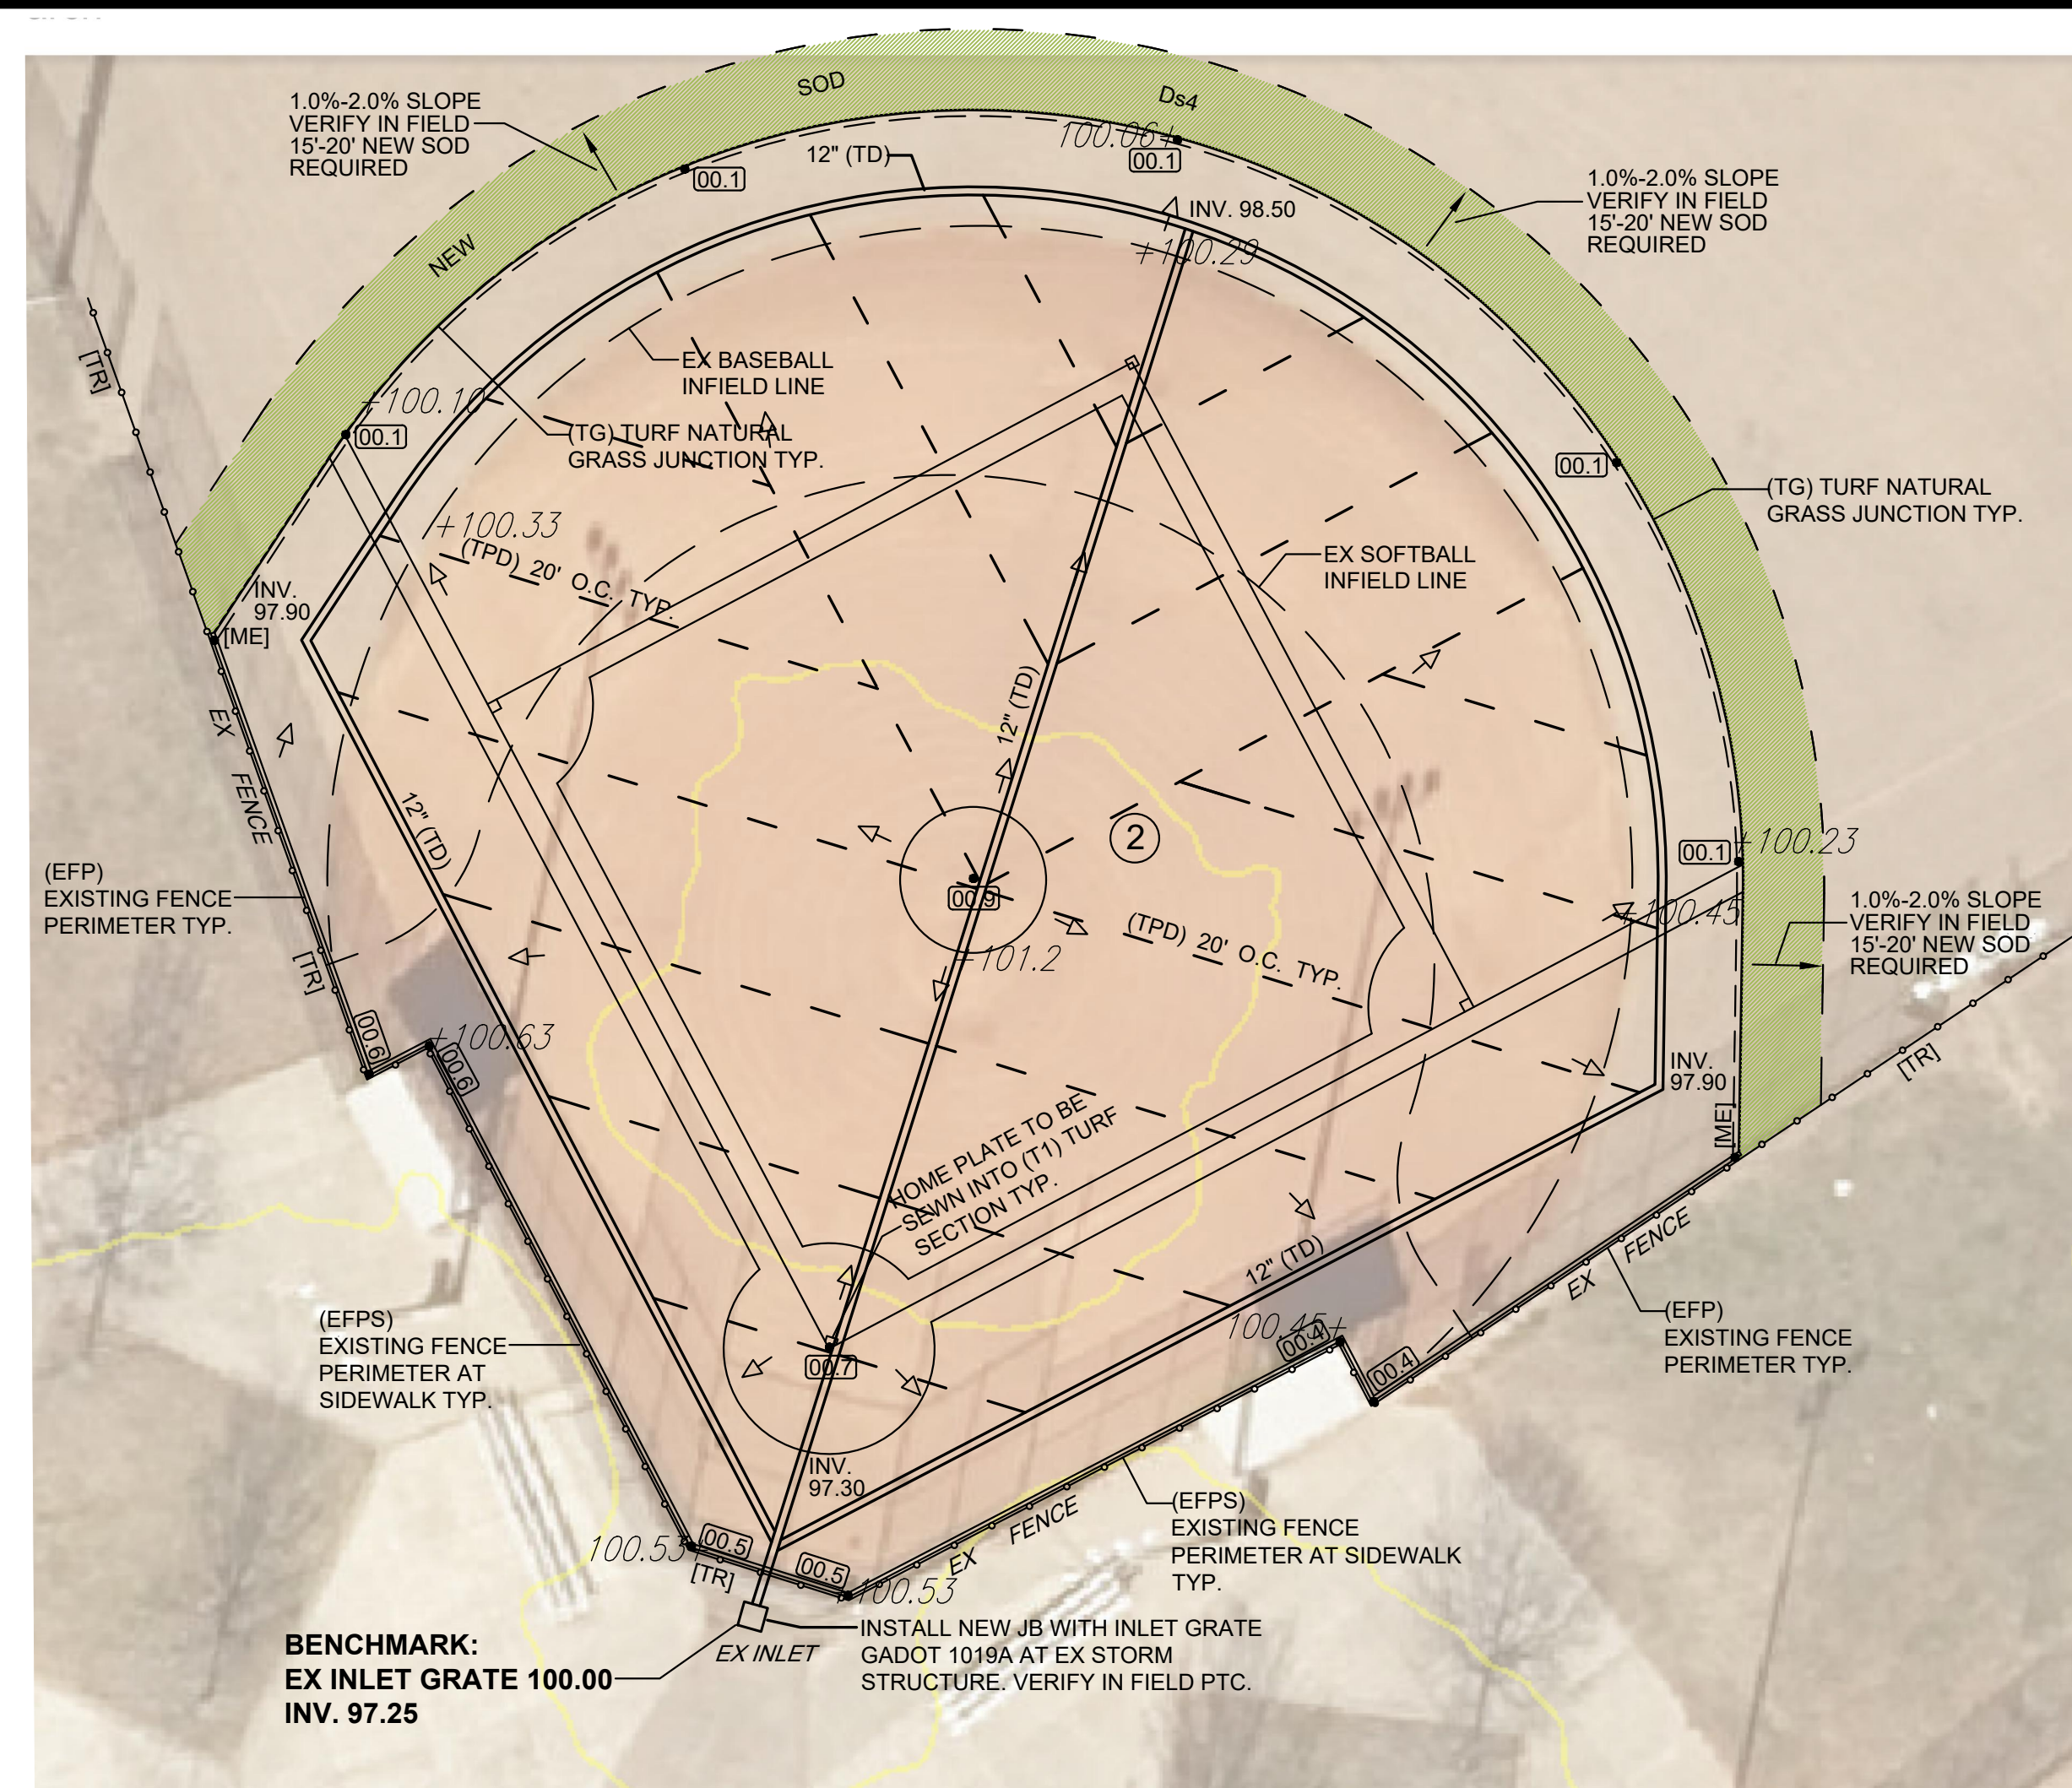 SOD
Ds4
NEW
1.0%-2.0% SLOPE
VERIFY IN FIELD
15'-20' NEW SOD
REQUIRED
00.1
12" (TD)
100.06+
00.1
INV. 98.50
+100.29
1.0%-2.0% SLOPE
VERIFY IN FIELD
15'-20' NEW SOD
REQUIRED
[TR]
EX BASEBALL
INFIELD LINE
+100.10
00.1
(TG) TURF NATURAL
GRASS JUNCTION TYP.
00.1
(TG) TURF NATURAL
GRASS JUNCTION TYP.
+100.33
(TPD) 20' O.C. TYP.
EX SOFTBALL
INFIELD LINE
INV.
97.90
[ME]
EX FENCE
12" (TD)
12" (TD)
2
00.1
+100.23
(EFP)
EXISTING FENCE
PERIMETER TYP.
00.9
+101.2
(TPD) 20' O.C. TYP.
+100.45
1.0%-2.0% SLOPE
VERIFY IN FIELD
15'-20' NEW SOD
REQUIRED
[TR]
00.6
+100.63
00.6
INV.
97.90
[TR]
[ME]
HOME PLATE TO BE
SEWN INTO (T1) TURF
SECTION TYP.
12" (TD)
EX FENCE
(EFPS)
EXISTING FENCE
PERIMETER AT
SIDEWALK TYP.
00.7
100.45+
00.4
00.4
(EFP)
EXISTING FENCE
PERIMETER TYP.
INV.
97.30
100.53+
00.5
00.5
[TR]
+100.53
EX FENCE
(EFPS)
EXISTING FENCE
PERIMETER AT SIDEWALK
TYP.
EX INLET
INSTALL NEW JB WITH INLET GRATE
GADOT 1019A AT EX STORM
STRUCTURE. VERIFY IN FIELD PTC.
BENCHMARK:
EX INLET GRATE 100.00
INV. 97.25